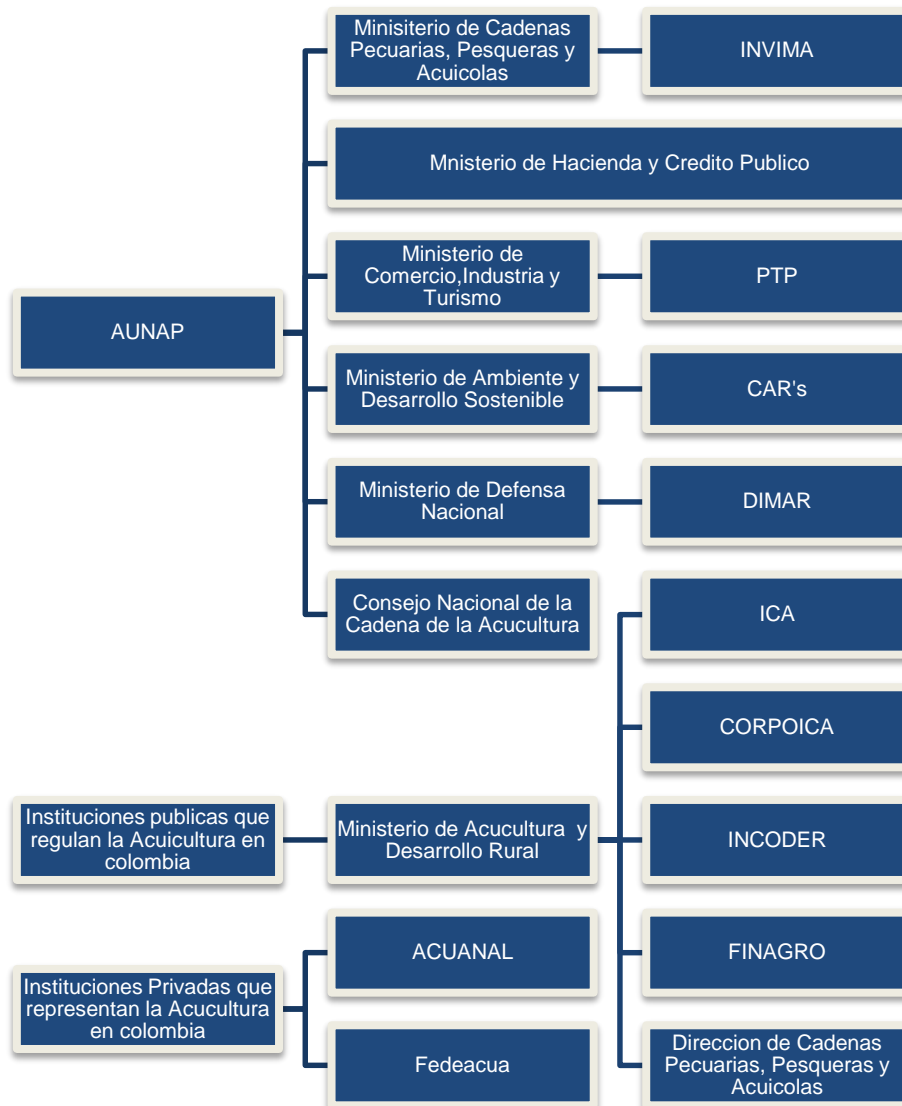 Minisiterio de Cadenas
Pecuarias, Pesqueras y
Acuicolas
INVIMA
Mnisterio de Hacienda y Credito Publico
Ministerio de
Comercio,Industria y
Turismo
PTP
AUNAP
Ministerio de Ambiente y
Desarrollo Sostenible
CAR's
Ministerio de Defensa
Nacional
DIMAR
Consejo Nacional de la
Cadena de la Acucultura
ICA
CORPOICA
Instituciones publicas que
regulan la Acuicultura en
colombia
Ministerio de Acucultura y
Desarrollo Rural
INCODER
ACUANAL
FINAGRO
Instituciones Privadas que
representan la Acucultura
en colombia
Fedeacua
Direccion de Cadenas
Pecuarias, Pesqueras y
Acuicolas